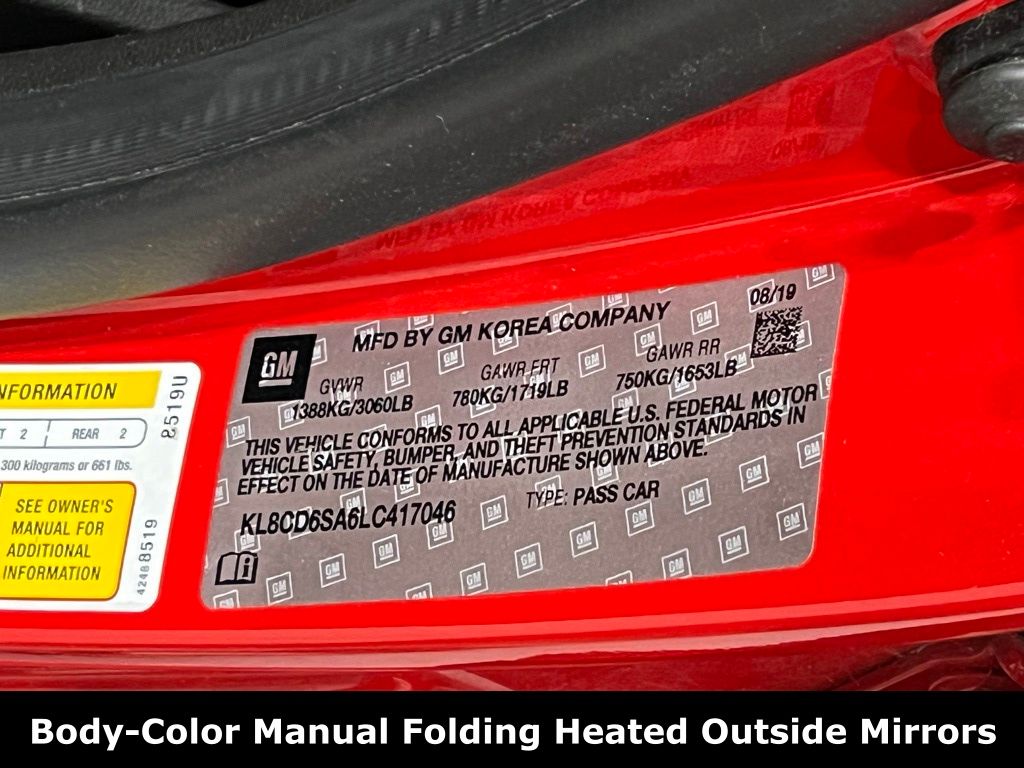 08/19
MFD BY GM KOREA COMPANY
GM
GVWR GAWR FRT GAWR RR
1388KG/3060LB 780KG/1719LB 750KG/1653LB
THIS VEHICLE CONFORMS TO ALL APPLICABLE U.S. FEDERAL MOTOR
VEHICLE SAFETY, BUMPER, AND THEFT PREVENTION STANDARDS IN
EFFECT ON THE DATE OF MANUFACTURE SHOWN ABOVE.
KL8CD6SA6LC417046 TYPE: PASS CAR
INFORMATION
2 REAR 2
300 kilograms or 661 lbs.
SEE OWNER'S
MANUAL FOR
ADDITIONAL
INFORMATION
8519U
42488519
Body-Color Manual Folding Heated Outside Mirrors